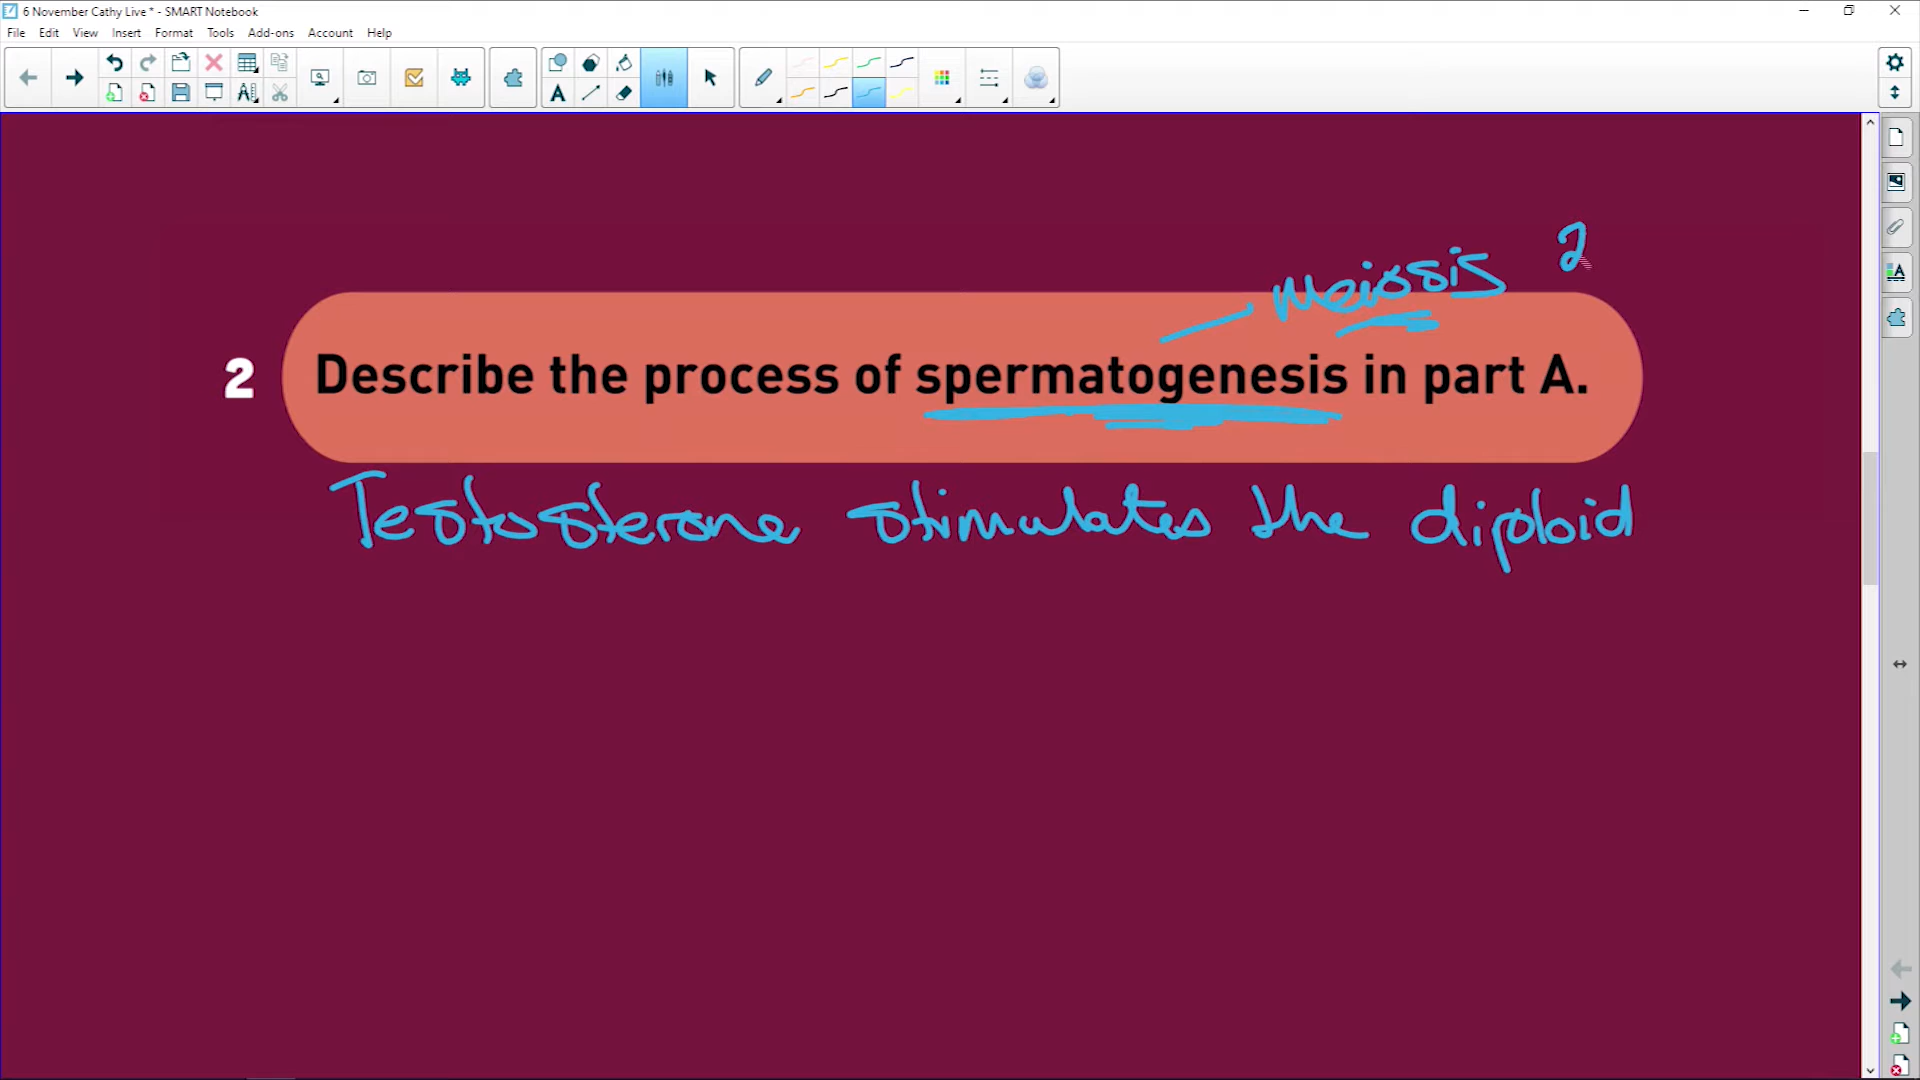 6 November Cathy Live * - SMART Notebook
File Edit View Insert Format Tools Add-ons Account Help
meiosis 2
2 Describe the process of spermatogenesis in part A.
Testosterone stimulates the diploid